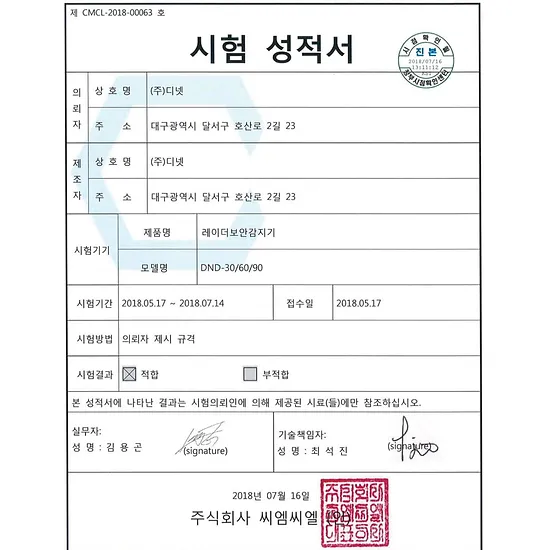 제 CMCL-2018-00063 호
시험 성적서
시점확인필
진본
2018/07/16
13:11:12
의뢰자
상 호 명
(주)디넷
주 소
대구광역시 달서구 호산로 2길 23
제조자
상 호 명
(주)디넷
주 소
대구광역시 달서구 호산로 2길 23
시험기기
제품명
레이더보안감지기
모델명
DND-30/60/90
시험기간
2018.05.17 ~ 2018.07.14
접수일
2018.05.17
시험방법
의뢰자 제시 규격
시험결과
적합
부적합
본 성적서에 나타난 결과는 시험의뢰인에 의해 제공된 시료(들)에만 참조하십시오.
실무자:
성 명 : 김 용 곤
(signature)
기술책임자:
성 명 : 최 석 진
(signature)
2018년 07월 16일
주식회사 씨엠씨엘 (인)